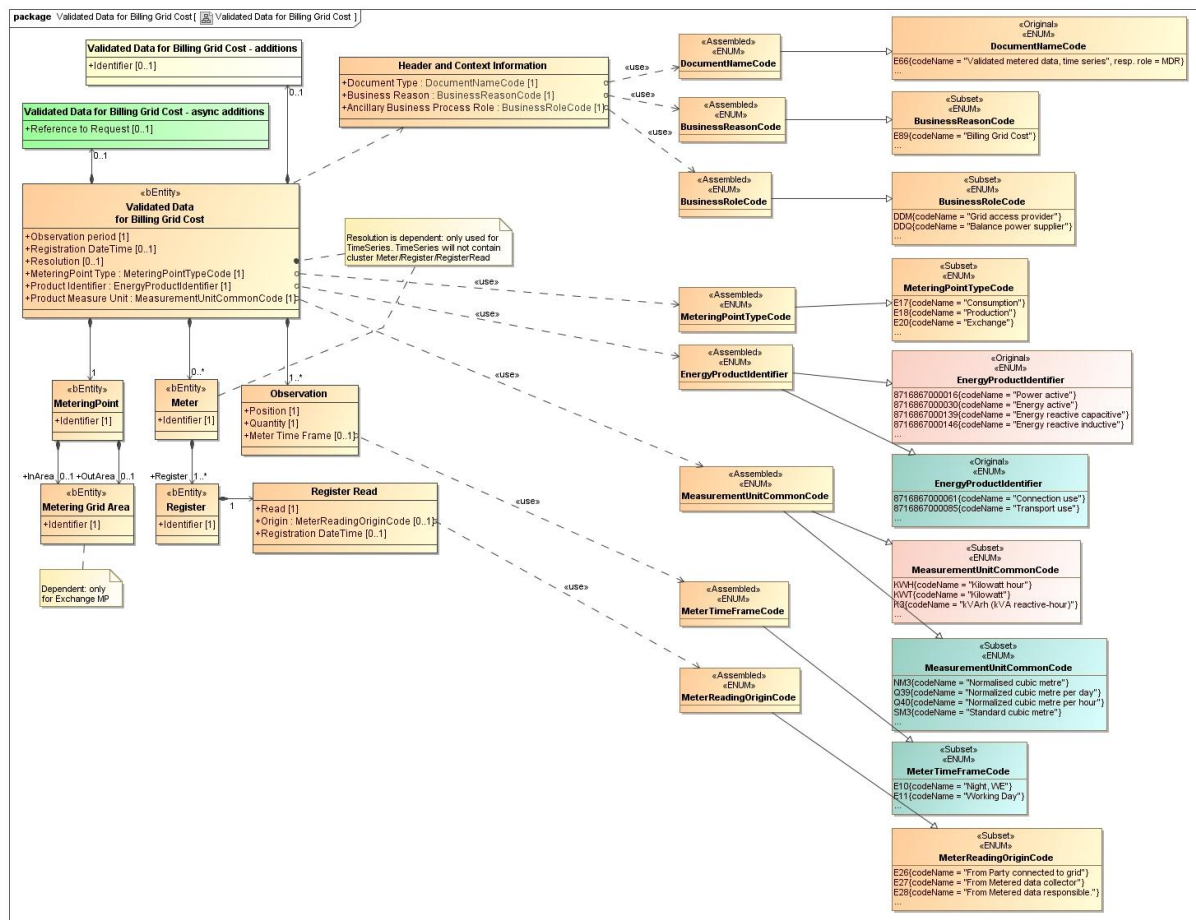 package Validated Data for Billing Grid Cost [ Validated Data for Billing Grid Cost ]
Validated Data for Billing Grid Cost - additions
+Identifier [0..1]
0..1
Validated Data for Billing Grid Cost - async additions
+Reference to Request [0..1]
0..1
Header and Context Information
+Document Type : DocumentNameCode [1]
+Business Reason : BusinessReasonCode [1]
+Ancillary Business Process Role : BusinessRoleCode [1]
«use»
«use»
«use»
«Assembled»
«ENUM»
DocumentNameCode
«Original»
«ENUM»
DocumentNameCode
E66{codeName = "Validated metered data, time series", resp. role = MDR}
...
«Assembled»
«ENUM»
BusinessReasonCode
«Subset»
«ENUM»
BusinessReasonCode
E89{codeName = "Billing Grid Cost"}
...
«Assembled»
«ENUM»
BusinessRoleCode
«Subset»
«ENUM»
BusinessRoleCode
DDM{codeName = "Grid access provider"}
DDQ{codeName = "Balance power supplier"}
...
«bEntity»
Validated Data
for Billing Grid Cost
+Observation period [1]
+Registration DateTime [0..1]
+Resolution [0..1]
+MeteringPoint Type : MeteringPointTypeCode [1]
+Product Identifier : EnergyProductIdentifier [1]
+Product Measure Unit : MeasurementUnitCommonCode [1]
Resolution is dependent: only used for
TimeSeries. TimeSeries will not contain
cluster Meter/Register/RegisterRead
«use»
«use»
«use»
«Assembled»
«ENUM»
MeteringPointTypeCode
«Subset»
«ENUM»
MeteringPointTypeCode
E17{codeName = "Consumption"}
E18{codeName = "Production"}
E20{codeName = "Exchange"}
...
«Assembled»
«ENUM»
EnergyProductIdentifier
«Original»
«ENUM»
EnergyProductIdentifier
8716867000016{codeName = "Power active"}
8716867000030{codeName = "Energy active"}
8716867000139{codeName = "Energy reactive capacitive"}
8716867000146{codeName = "Energy reactive inductive"}
...
«Original»
«ENUM»
EnergyProductIdentifier
8716867000061{codeName = "Connection use"}
8716867000085{codeName = "Transport use"}
...
1
0..*
1..*
«bEntity»
MeteringPoint
+Identifier [1]
«bEntity»
Meter
+Identifier [1]
Observation
+Position [1]
+Quantity [1]
+Meter Time Frame [0..1]
+InArea 0..1 +OutArea 0..1
+Register 1..*
«bEntity»
Metering Grid Area
+Identifier [1]
«bEntity»
Register
+Identifier [1]
1
Register Read
+Read [1]
+Origin : MeterReadingOriginCode [0..1]
+Registration DateTime [0..1]
Dependent: only
for Exchange MP
«use»
«use»
«Assembled»
«ENUM»
MeasurementUnitCommonCode
«Subset»
«ENUM»
MeasurementUnitCommonCode
KWH{codeName = "Kilowatt hour"}
KWT{codeName = "Kilowatt"}
{codeName = "kVArh (kVA reactive-hour)"}
...
«Subset»
«ENUM»
MeasurementUnitCommonCode
NM3{codeName = "Normalised cubic metre"}
Q39{codeName = "Normalized cubic metre per day"}
Q40{codeName = "Normalized cubic metre per hour"}
SM3{codeName = "Standard cubic metre"}
...
«Assembled»
«ENUM»
MeterTimeFrameCode
«Subset»
«ENUM»
MeterTimeFrameCode
E10{codeName = "Night, WE"}
E11{codeName = "Working Day"}
...
«Assembled»
«ENUM»
MeterReadingOriginCode
«Subset»
«ENUM»
MeterReadingOriginCode
E26{codeName = "From Party connected to grid"}
E27{codeName = "From Metered data collector"}
E28{codeName = "From Metered data responsible."}
...